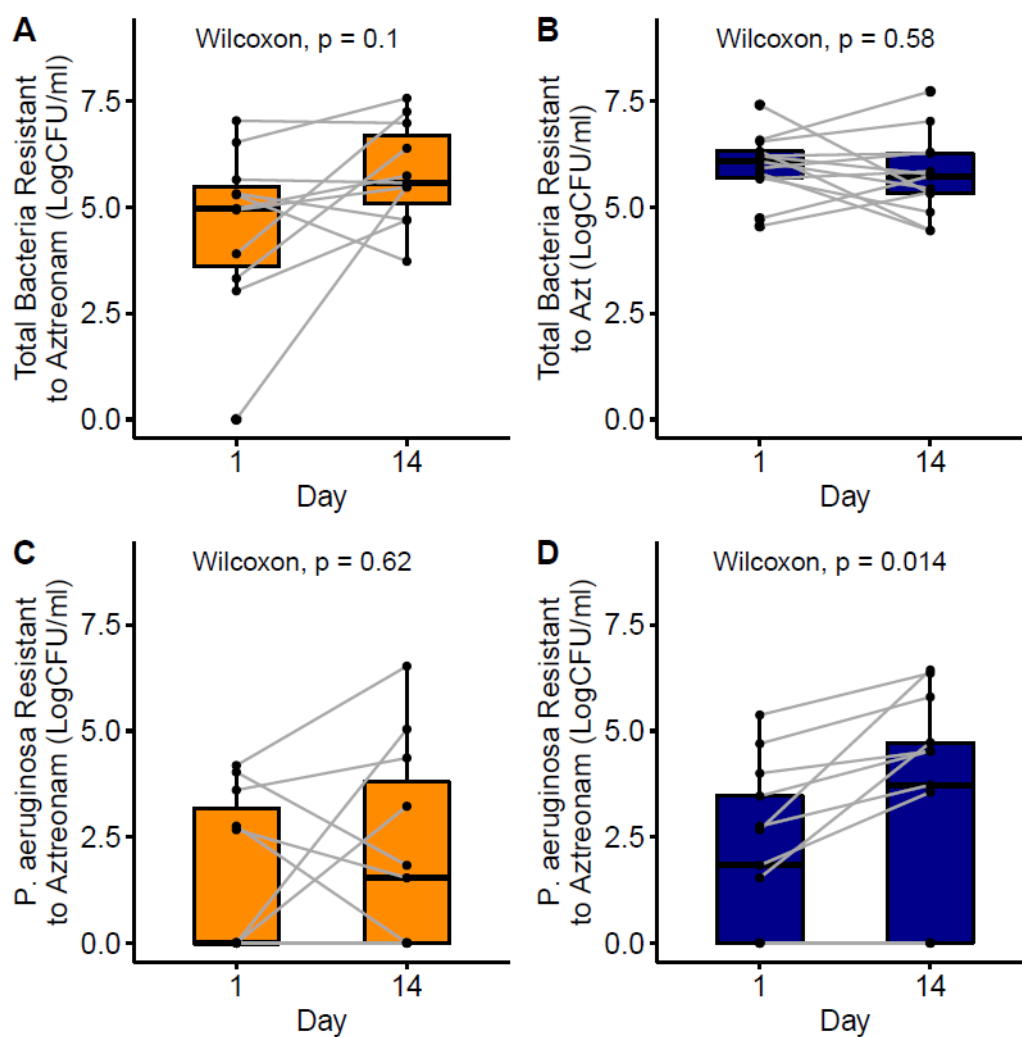 A
Wilcoxon, p = 0.1
Total Bacteria Resistant
to Aztreonam (LogCFU/ml)
7.5
5.0
2.5
0.0
1
14
Day
B
Wilcoxon, p = 0.58
Total Bacteria Resistant
to Azt (LogCFU/ml)
7.5
5.0
2.5
0.0
1
14
Day
C
Wilcoxon, p = 0.62
P. aeruginosa Resistant
to Aztreonam (LogCFU/ml)
7.5
5.0
2.5
0.0
1
14
Day
D
Wilcoxon, p = 0.014
P. aeruginosa Resistant
to Aztreonam (LogCFU/ml)
7.5
5.0
2.5
0.0
1
14
Day